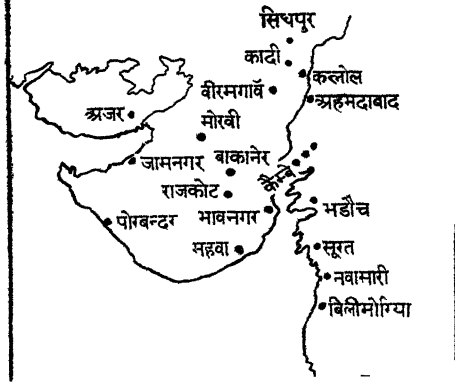 सिधपुर
कादी
कल्लोल
वीरमगावॅ
अहमदाबाद
अजर
मोरवी
जामनगर
बाकानेर
कैम्बे
राजकोट
भडौच
भावनगर
पोरबन्दर
महवा
सूरत
नवासारी
बिलीमोरिया